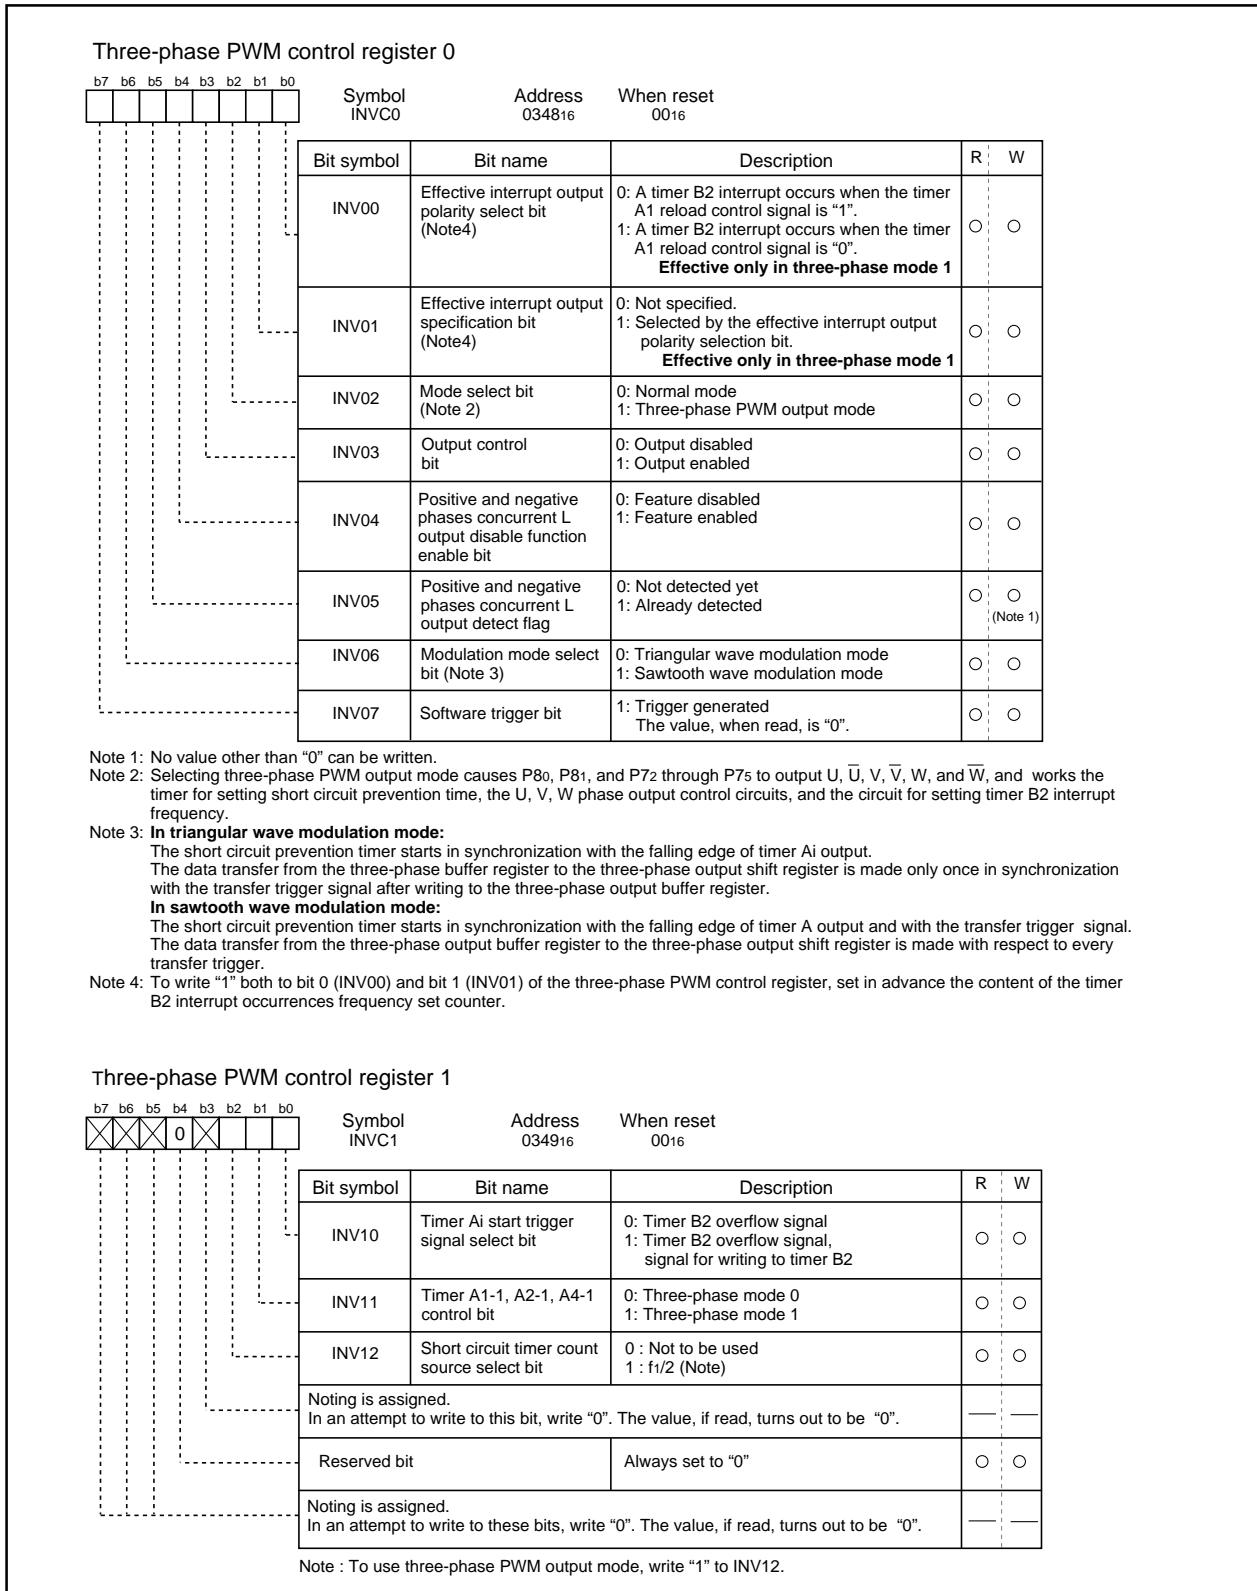 Three-phase PWM control register 0
b7 b6 b5 b4 b3 b2 b1 b0
Symbol Address When reset
INVC0 034816 0016
Bit symbol Bit name Description R W
INV00 Effective interrupt output 0: A timer B2 interrupt occurs when the timer
polarity select bit A1 reload control signal is “1”.
(Note4) 1: A timer B2 interrupt occurs when the timer
A1 reload control signal is “0”.
Effective only in three-phase mode 1
INV01 Effective interrupt output 0: Not specified.
specification bit 1: Selected by the effective interrupt output
(Note4) polarity selection bit.
Effective only in three-phase mode 1
INV02 Mode select bit 0: Normal mode
(Note 2) 1: Three-phase PWM output mode
INV03 Output control 0: Output disabled
bit 1: Output enabled
INV04 Positive and negative 0: Feature disabled
phases concurrent L 1: Feature enabled
output disable function
enable bit
INV05 Positive and negative 0: Not detected yet
phases concurrent L 1: Already detected
output detect flag (Note 1)
INV06 Modulation mode select 0: Triangular wave modulation mode
bit (Note 3) 1: Sawtooth wave modulation mode
INV07 Software trigger bit 1: Trigger generated
The value, when read, is “0”.
Note 1: No value other than “0” can be written.
Note 2: Selecting three-phase PWM output mode causes P80, P81, and P72 through P75 to output U, U̅, V, V̅, W, and W̅, and works the
timer for setting short circuit prevention time, the U, V, W phase output control circuits, and the circuit for setting timer B2 interrupt
frequency.
Note 3: In triangular wave modulation mode:
The short circuit prevention timer starts in synchronization with the falling edge of timer Ai output.
The data transfer from the three-phase buffer register to the three-phase output shift register is made only once in synchronization
with the transfer trigger signal after writing to the three-phase output buffer register.
In sawtooth wave modulation mode:
The short circuit prevention timer starts in synchronization with the falling edge of timer A output and with the transfer trigger signal.
The data transfer from the three-phase output buffer register to the three-phase output shift register is made with respect to every
transfer trigger.
Note 4: To write “1” both to bit 0 (INV00) and bit 1 (INV01) of the three-phase PWM control register, set in advance the content of the timer
B2 interrupt occurrences frequency set counter.
Three-phase PWM control register 1
b7 b6 b5 b4 b3 b2 b1 b0
0
Symbol Address When reset
INVC1 034916 0016
Bit symbol Bit name Description R W
INV10 Timer Ai start trigger 0: Timer B2 overflow signal
signal select bit 1: Timer B2 overflow signal,
signal for writing to timer B2
INV11 Timer A1-1, A2-1, A4-1 0: Three-phase mode 0
control bit 1: Three-phase mode 1
INV12 Short circuit timer count 0 : Not to be used
source select bit 1 : f1/2 (Note)
Noting is assigned.
In an attempt to write to this bit, write “0”. The value, if read, turns out to be “0”.
Reserved bit Always set to “0”
Noting is assigned.
In an attempt to write to these bits, write “0”. The value, if read, turns out to be “0”.
Note : To use three-phase PWM output mode, write “1” to INV12.